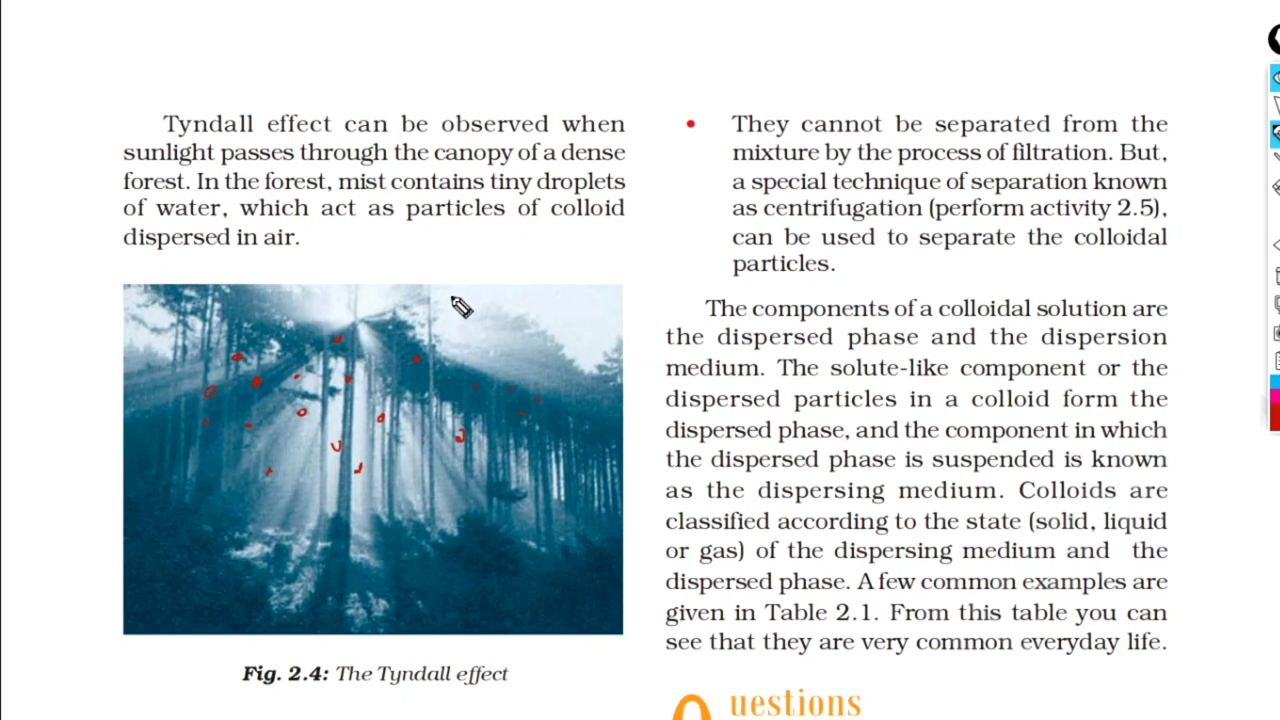 Tyndall effect can be observed when
sunlight passes through the canopy of a dense
forest. In the forest, mist contains tiny droplets
of water, which act as particles of colloid
dispersed in air.
Fig. 2.4: The Tyndall effect
• They cannot be separated from the
mixture by the process of filtration. But,
a special technique of separation known
as centrifugation (perform activity 2.5),
can be used to separate the colloidal
particles.
The components of a colloidal solution are
the dispersed phase and the dispersion
medium. The solute-like component or the
dispersed particles in a colloid form the
dispersed phase, and the component in which
the dispersed phase is suspended is known
as the dispersing medium. Colloids are
classified according to the state (solid, liquid
or gas) of the dispersing medium and the
dispersed phase. A few common examples are
given in Table 2.1. From this table you can
see that they are very common everyday life.
Questions